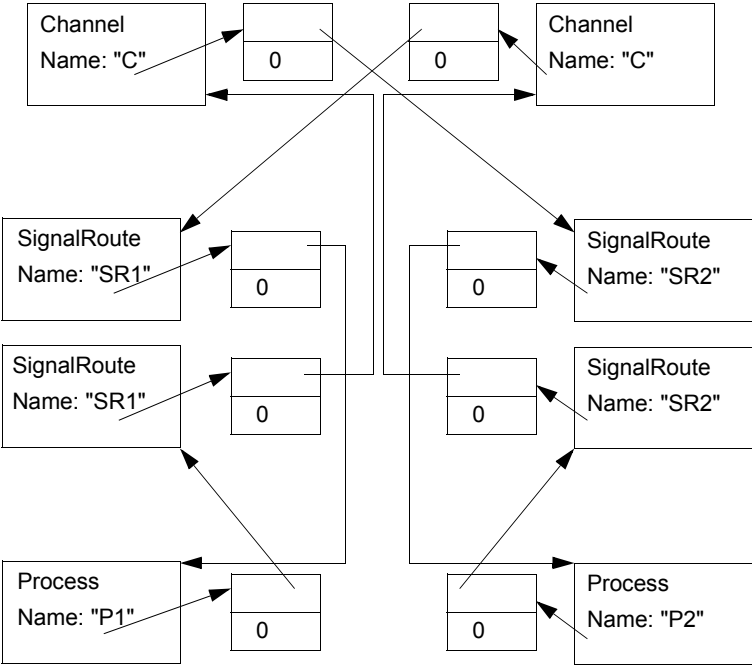 Channel
Name: "C"
0
0
Channel
Name: "C"
SignalRoute
Name: "SR1"
0
0
SignalRoute
Name: "SR2"
SignalRoute
Name: "SR1"
0
0
SignalRoute
Name: "SR2"
Process
Name: "P1"
0
0
Process
Name: "P2"